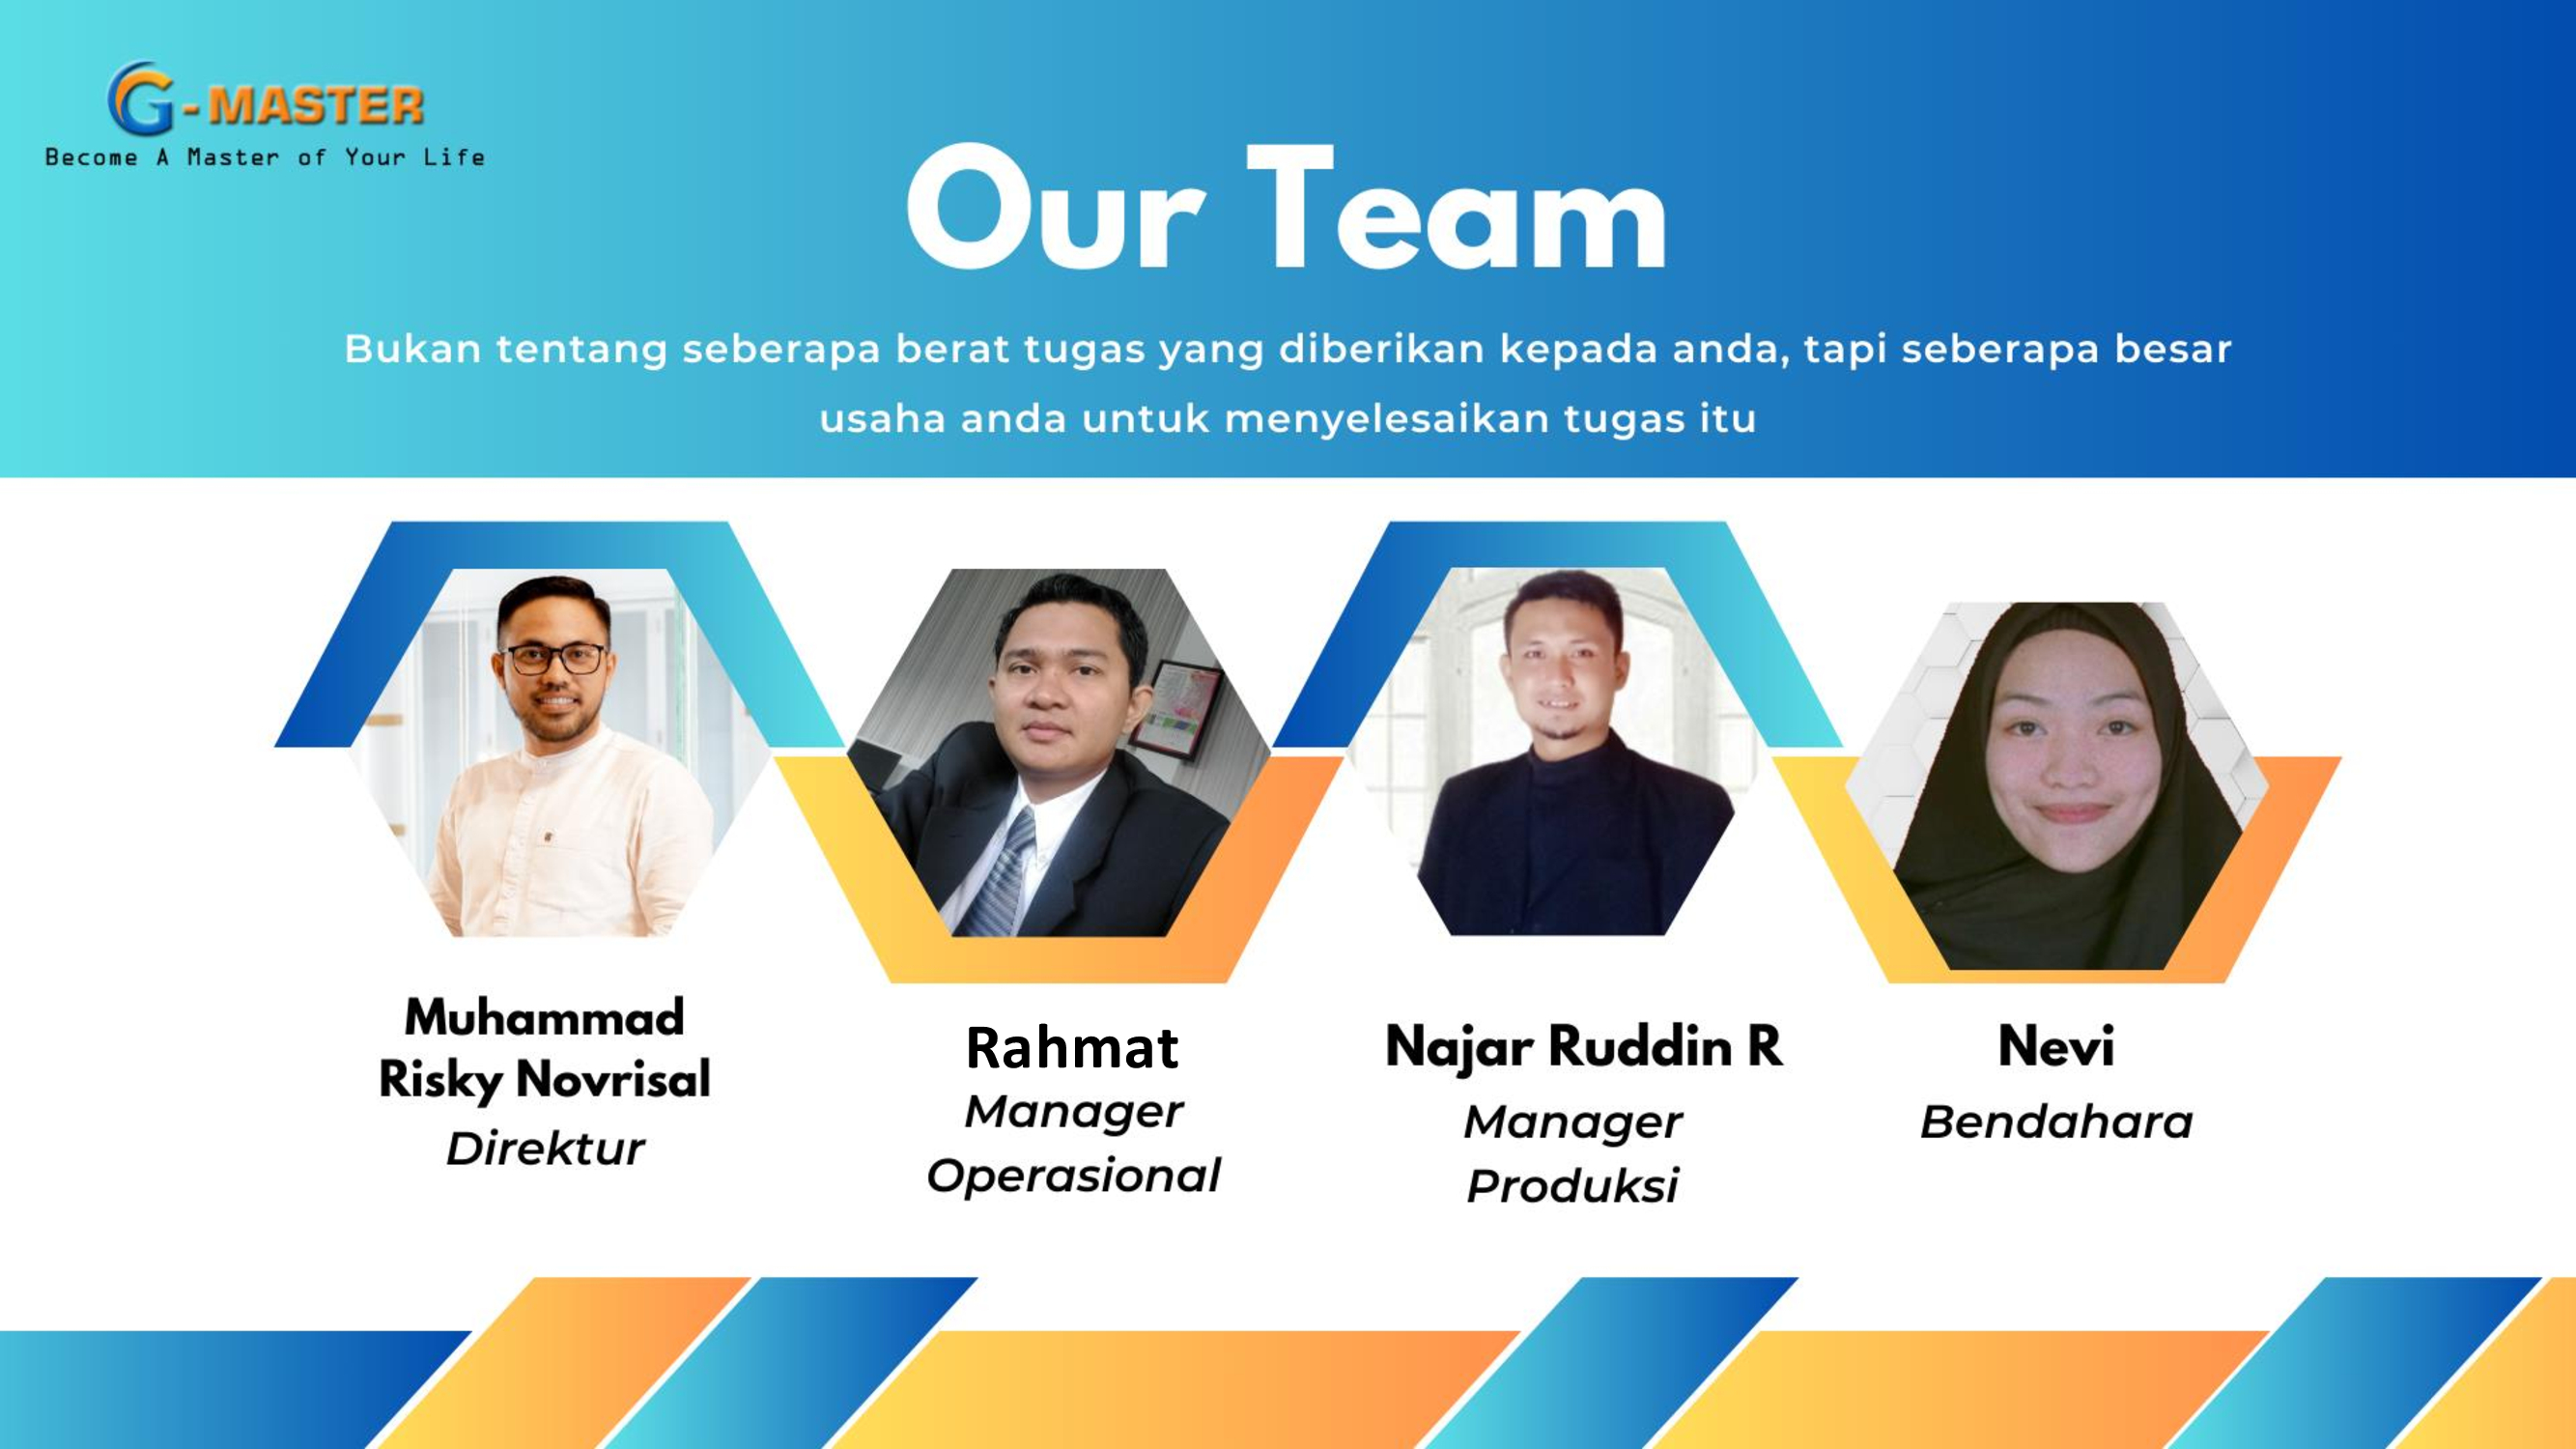 G-MASTER
Become A Master of Your Life
Our Team
Bukan tentang seberapa berat tugas yang diberikan kepada anda, tapi seberapa besar
usaha anda untuk menyelesaikan tugas itu
Muhammad
Risky Novrisal
Direktur
Rahmat
Manager
Operasional
Najar Ruddin R
Manager
Produksi
Nevi
Bendahara